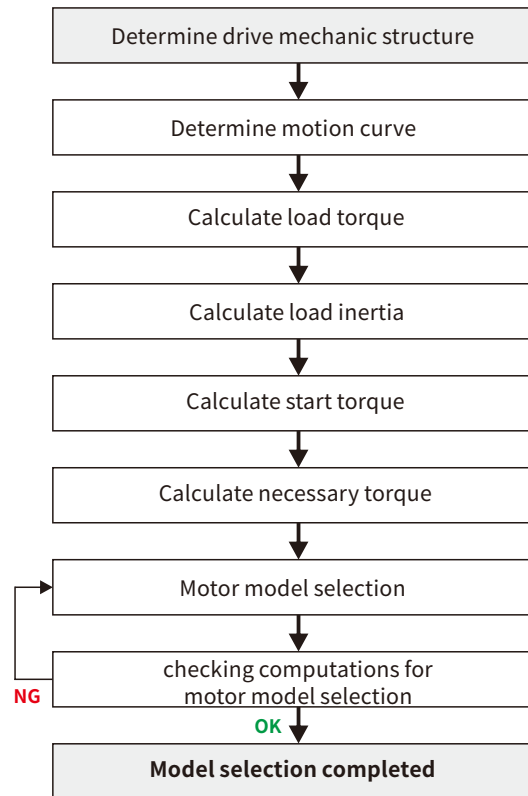 Determine drive mechanic structure
Determine motion curve
Calculate load torque
Calculate load inertia
Calculate start torque
Calculate necessary torque
Motor model selection
checking computations for
motor model selection
NG
OK
Model selection completed